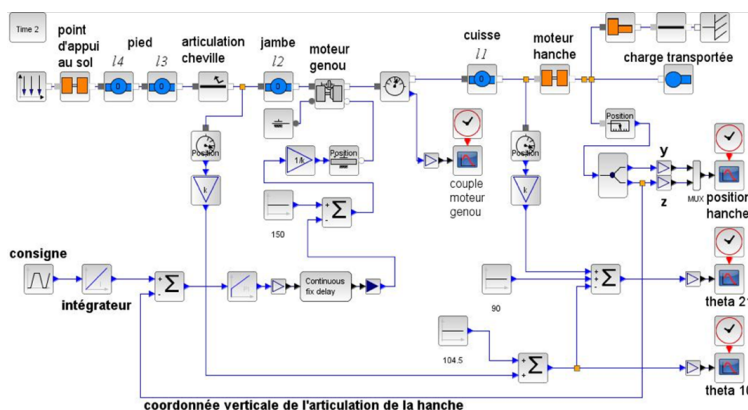 Time 2
point
d'appui
au sol
pied
l4
l3
articulation
cheville
jambe
l2
moteur
genou
cuisse
l1
moteur
hanche
charge transportée
Position
1/k
Position
Position
Position
k
k
couple
moteur
genou
y
z
MUX
position
hanche
150
consigne
intégrateur
Continuous
fix delay
90
theta 21
104.5
theta 10
coordonnée verticale de l'articulation de la hanche